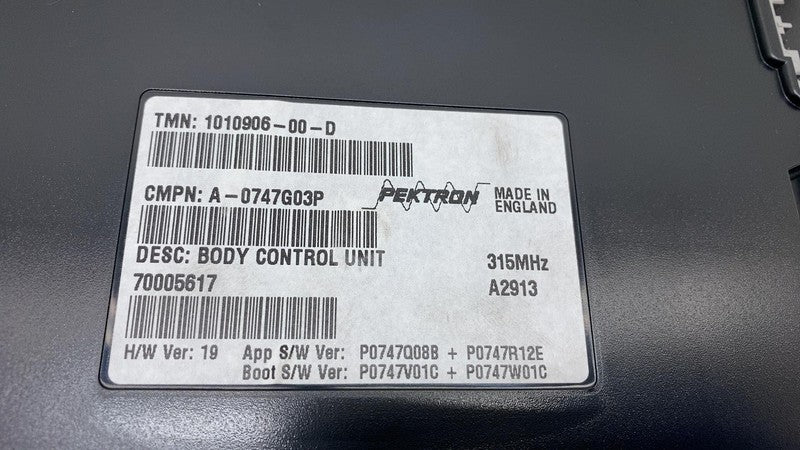 TMN: 1010906-00-D
CMPN: A-0747G03P
PEKTRON
MADE IN
ENGLAND
DESC: BODY CONTROL UNIT
315MHz
70005617
A2913
H/W Ver: 19 App S/W Ver: P0747Q08B + P0747R12E
Boot S/W Ver: P0747V01C + P0747W01C